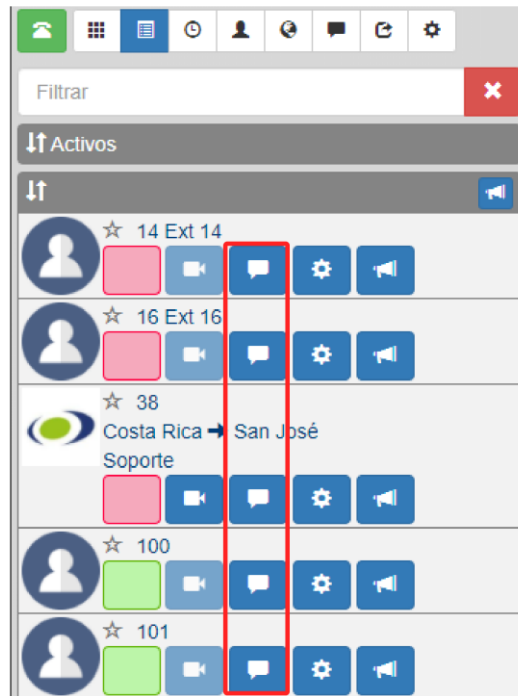 Filtrar
Activos
14 Ext 14
16 Ext 16
38
Costa Rica → San José
Soporte
100
101